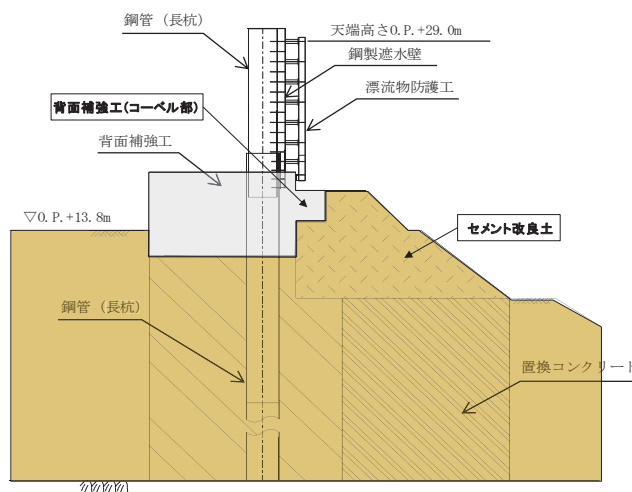 鋼管（長杭）
天端高さO.P.+29.0m
鋼製遮水壁
漂流物防護工
背面補強工(コーベル部)
背面補強工
▽O.P.+13.8m
セメント改良土
鋼管（長杭）
置換コンクリート